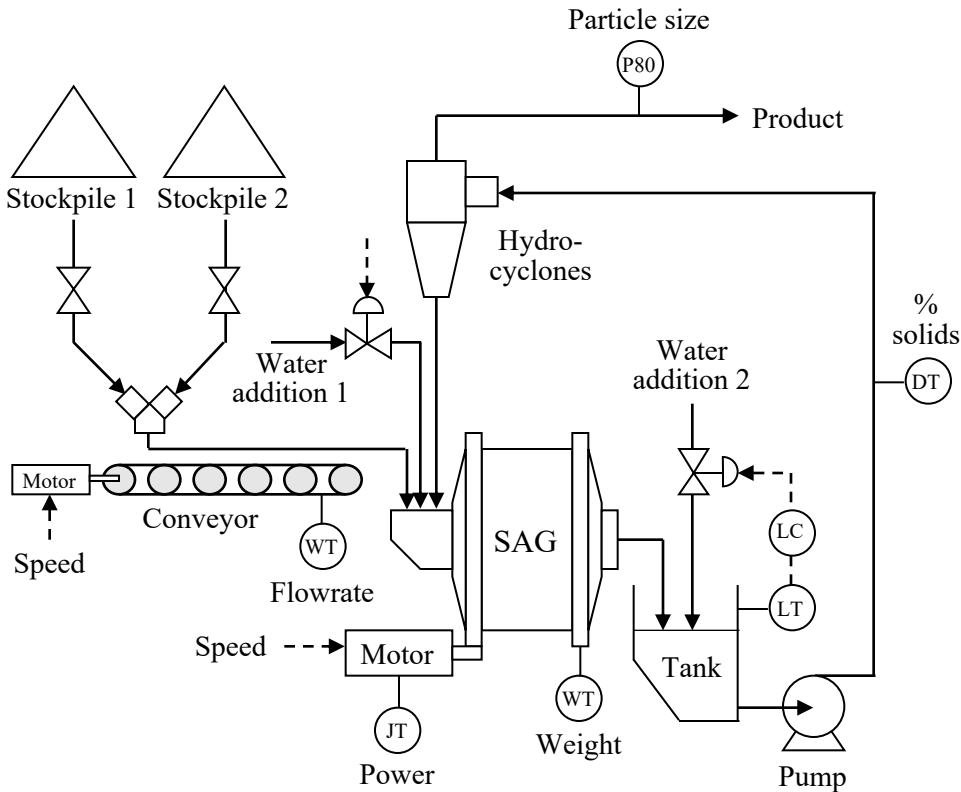 Particle size
P80
Product
Stockpile 1
Stockpile 2
Hydro-
cyclones
%
solids
DT
Water
addition 1
Water
addition 2
Motor
Conveyor
WT
Flowrate
Speed
SAG
LC
LT
Speed
Motor
Tank
JT
Power
WT
Weight
Pump